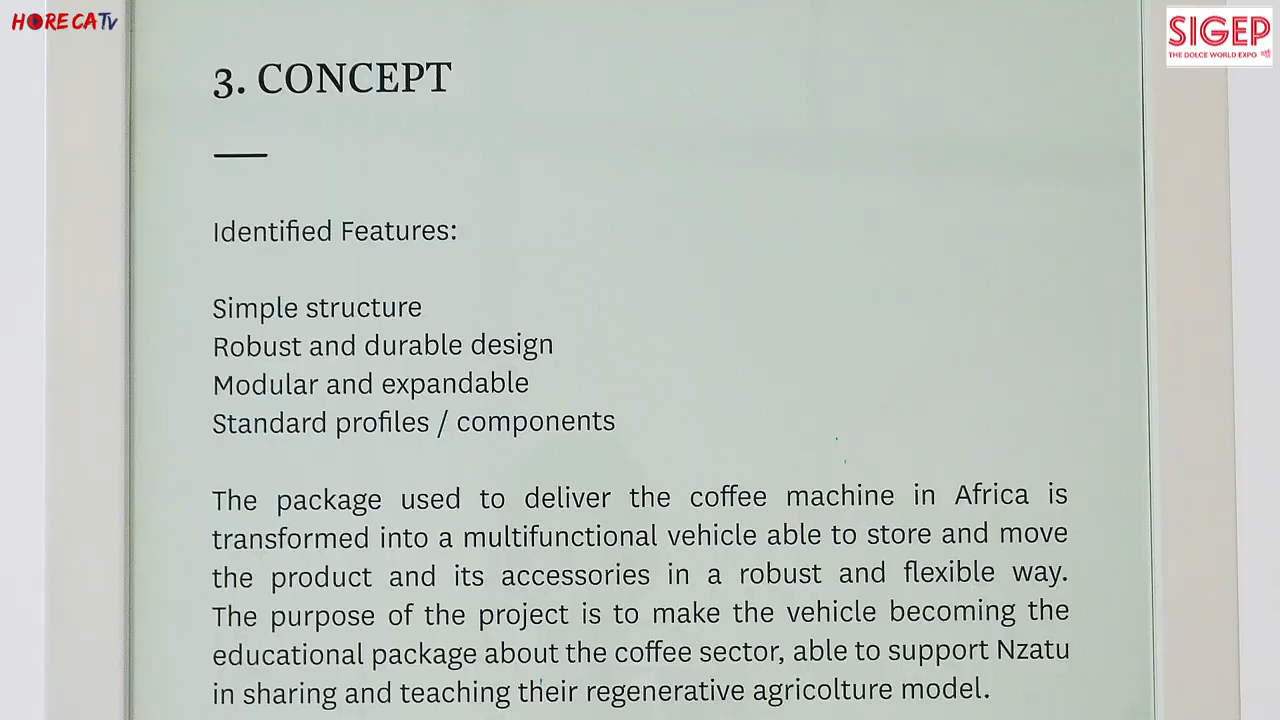 HORECATv
SIGEP
THE DOLCE WORLD EXPO
3. CONCEPT
Identified Features:
Simple structure
Robust and durable design
Modular and expandable
Standard profiles / components
The package used to deliver the coffee machine in Africa is
transformed into a multifunctional vehicle able to store and move
the product and its accessories in a robust and flexible way.
The purpose of the project is to make the vehicle becoming the
educational package about the coffee sector, able to support Nzatu
in sharing and teaching their regenerative agricolture model.